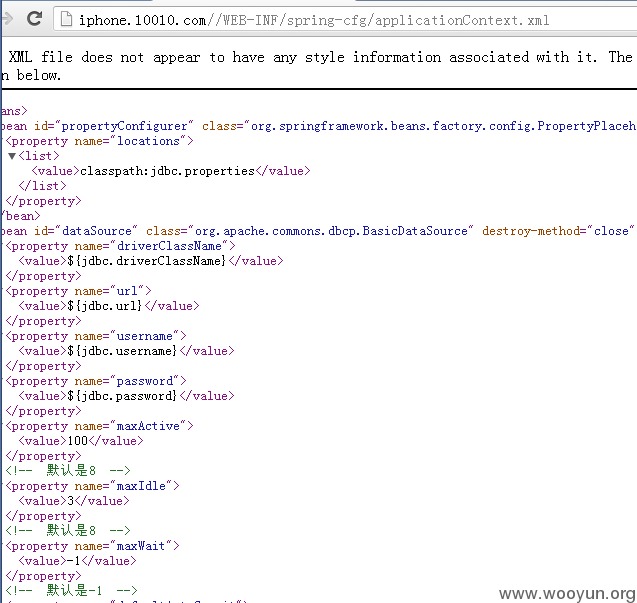 iphone.10010.com//WEB-INF/spring-cfg/applicationContext.xml
XML file does not appear to have any style information associated with it. The
n below.
ans>
bean id="propertyConfigurer" class="org.springframework.beans.factory.config.PropertyPlaceh
<property name="locations">
▼<list>
<value>classpath:jdbc.properties</value>
</list>
</property>
/bean>
bean id="dataSource" class="org.apache.commons.dbcp.BasicDataSource" destroy-method="close"
<property name="driverClassName">
<value>${jdbc.driverClassName}</value>
</property>
<property name="url">
<value>${jdbc.url}</value>
</property>
<property name="username">
<value>${jdbc.username}</value>
</property>
<property name="password">
<value>${jdbc.password}</value>
</property>
<property name="maxActive">
<value>100</value>
</property>
<!-- 默认是8 -->
<property name="maxIdle">
<value>3</value>
</property>
<!-- 默认是8 -->
<property name="maxWait">
<value>-1</value>
</property>
<!-- 默认是-1 -->
www.wooyun.org